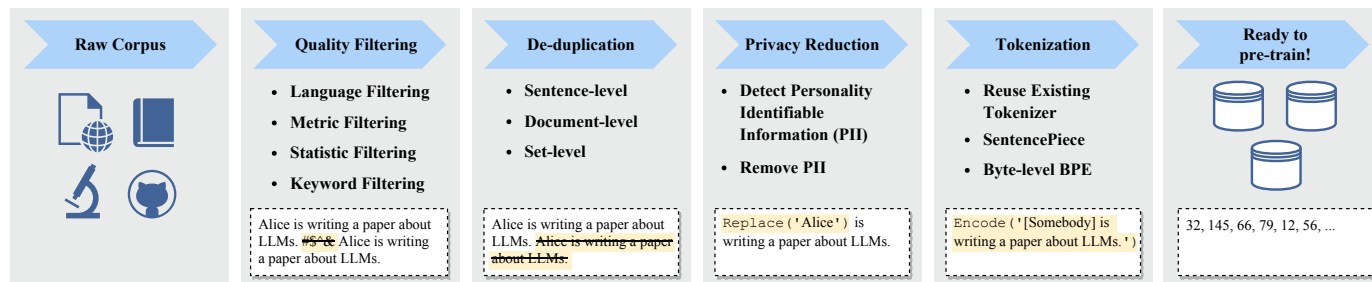 Raw Corpus
Quality Filtering
• Language Filtering
• Metric Filtering
• Statistic Filtering
• Keyword Filtering
Alice is writing a paper about
LLMs. #$^& Alice is writing
a paper about LLMs.
De-duplication
• Sentence-level
• Document-level
• Set-level
Alice is writing a paper about
LLMs. Alice is writing a paper
about LLMs.
Privacy Reduction
• Detect Personality
Identifiable
Information (PII)
• Remove PII
Replace('Alice') is
writing a paper about LLMs.
Tokenization
• Reuse Existing
Tokenizer
• SentencePiece
• Byte-level BPE
Encode('[Somebody] is
writing a paper about LLMs.')
Ready to
pre-train!
32, 145, 66, 79, 12, 56, ...